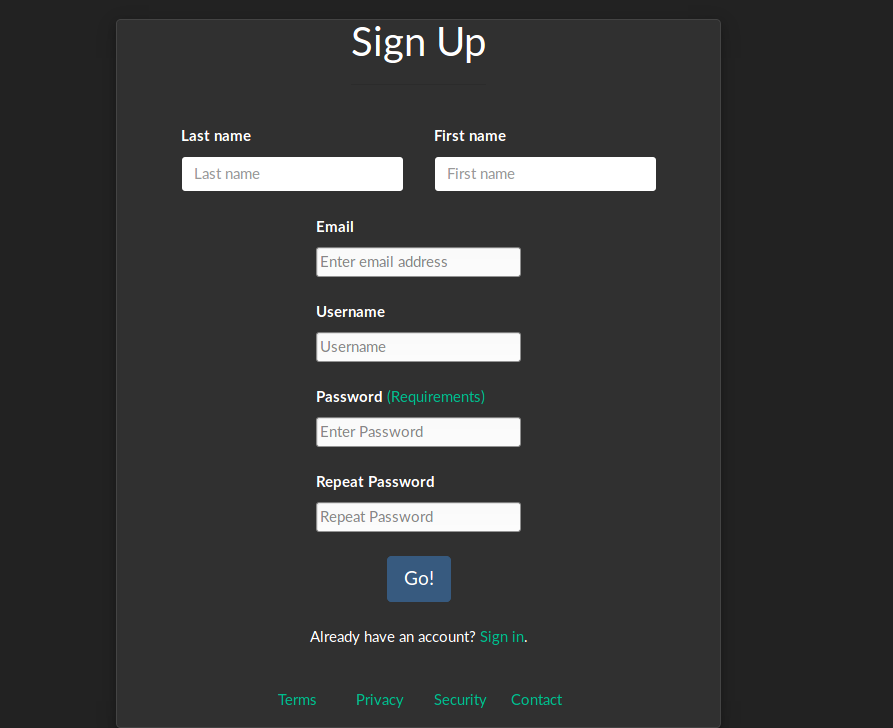 Sign Up
Last name First name
Last name First name
Email
Enter email address
Username
Username
Password (Requirements)
Enter Password
Repeat Password
Repeat Password
Go!
Already have an account? Sign in.
Terms Privacy Security Contact